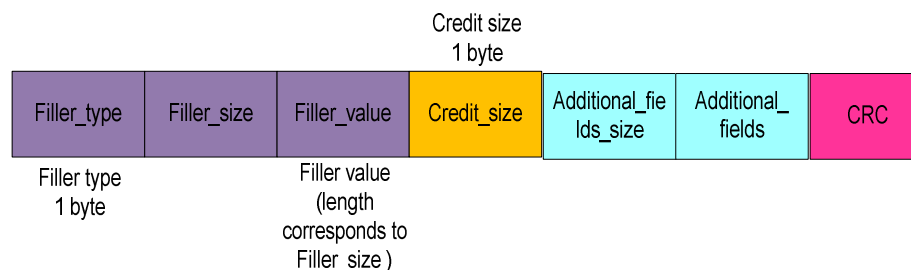 Credit size
1 byte
Filler_type
Filler_size
Filler_value
Credit_size
Additional_fie
lds_size
Additional_
fields
CRC
Filler type
1 byte
Filler value
(length
corresponds to
Filler_size )